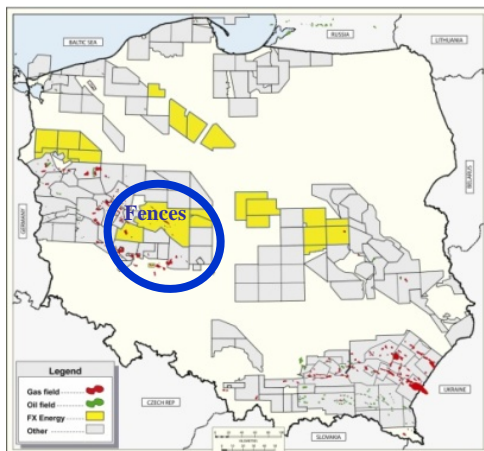 BALTIC SEA
RUSSIA
LITHUANIA
BELARUS
GERMANY
Fences
Legend
Gas field
Oil field
FX Energy
Other
CZECH REP
SLOVAKIA
UKRAINE